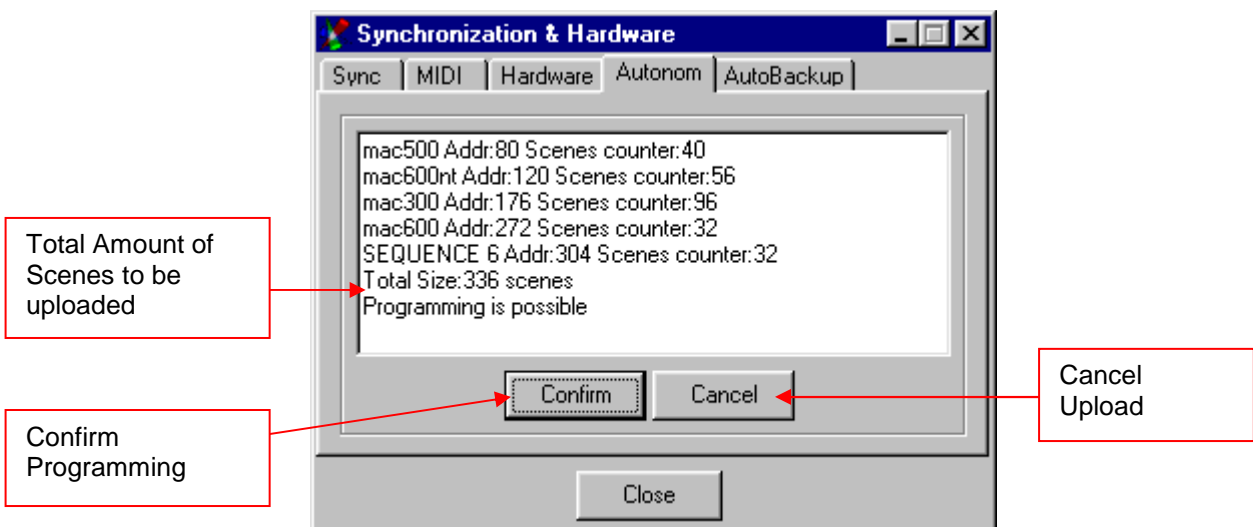 Synchronization & Hardware
Sync MIDI Hardware Autonom AutoBackup
mac500 Addr:80 Scenes counter:40
mac600nt Addr:120 Scenes counter:56
mac300 Addr:176 Scenes counter:96
mac600 Addr:272 Scenes counter:32
SEQUENCE 6 Addr:304 Scenes counter:32
Total Size:336 scenes
Programming is possible
Total Amount of
Scenes to be
uploaded
Confirm Cancel
Cancel
Upload
Confirm
Programming
Close